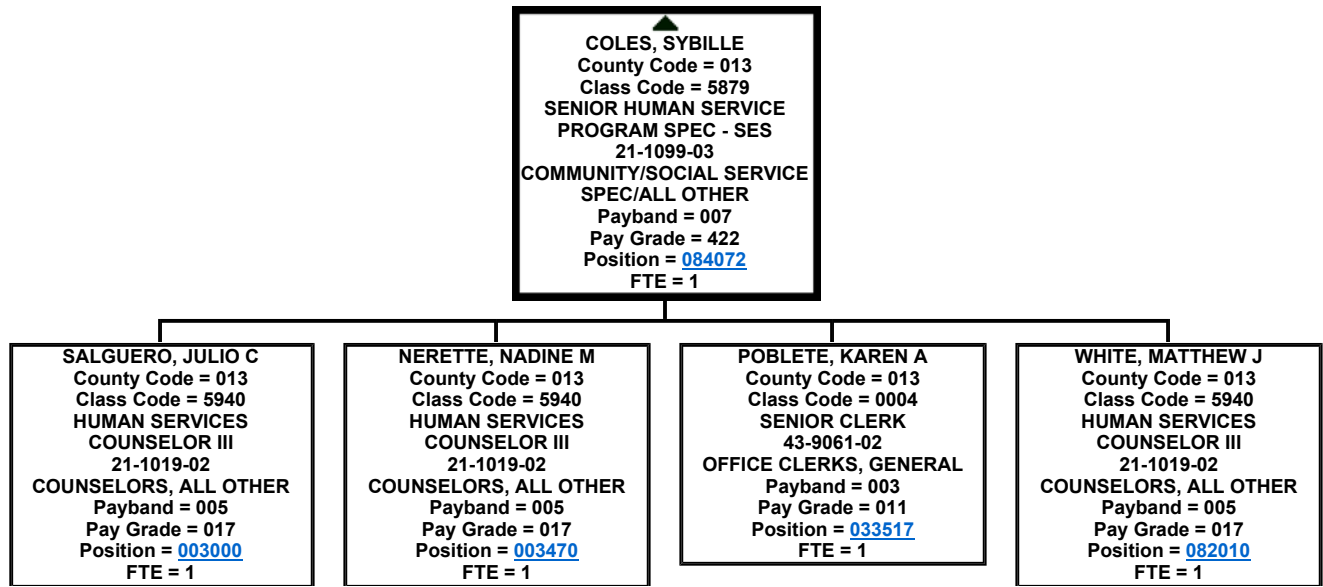 COLES, SYBILLE
County Code = 013
Class Code = 5879
SENIOR HUMAN SERVICE
PROGRAM SPEC - SES
21-1099-03
COMMUNITY/SOCIAL SERVICE
SPEC/ALL OTHER
Payband = 007
Pay Grade = 422
Position = 084072
FTE = 1
SALGUERO, JULIO C
County Code = 013
Class Code = 5940
HUMAN SERVICES
COUNSELOR III
21-1019-02
COUNSELORS, ALL OTHER
Payband = 005
Pay Grade = 017
Position = 003000
FTE = 1
NERETTE, NADINE M
County Code = 013
Class Code = 5940
HUMAN SERVICES
COUNSELOR III
21-1019-02
COUNSELORS, ALL OTHER
Payband = 005
Pay Grade = 017
Position = 003470
FTE = 1
POBLETE, KAREN A
County Code = 013
Class Code = 0004
SENIOR CLERK
43-9061-02
OFFICE CLERKS, GENERAL
Payband = 003
Pay Grade = 011
Position = 033517
FTE = 1
WHITE, MATTHEW J
County Code = 013
Class Code = 5940
HUMAN SERVICES
COUNSELOR III
21-1019-02
COUNSELORS, ALL OTHER
Payband = 005
Pay Grade = 017
Position = 082010
FTE = 1